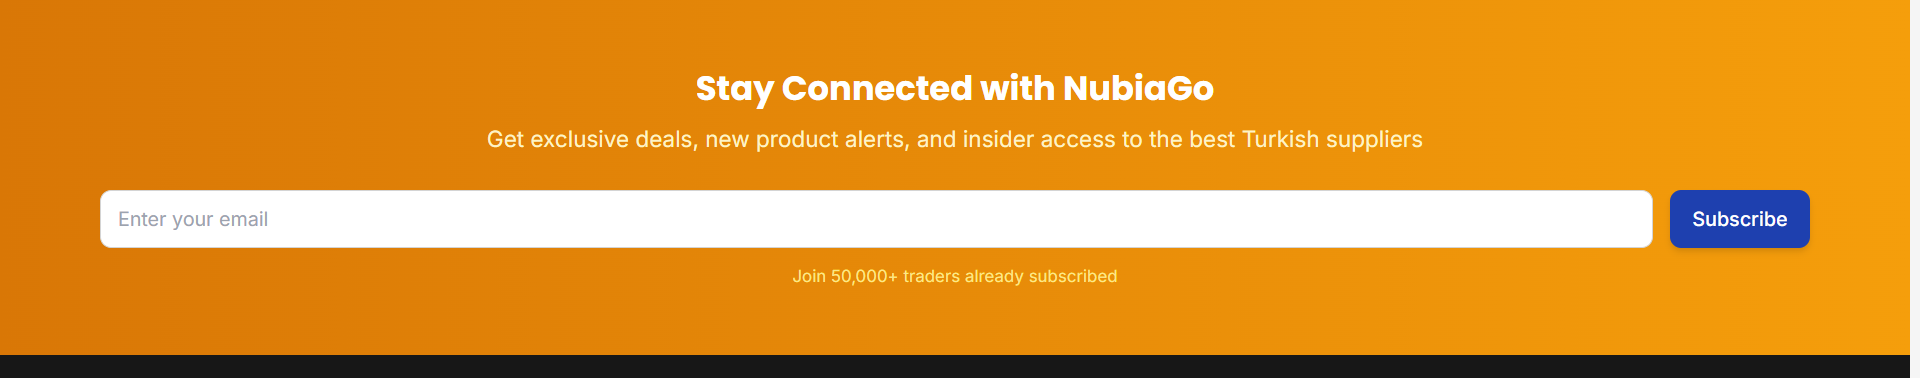 Stay Connected with NubiaGo
Get exclusive deals, new product alerts, and insider access to the best Turkish suppliers
Enter your email
Subscribe
Join 50,000+ traders already subscribed